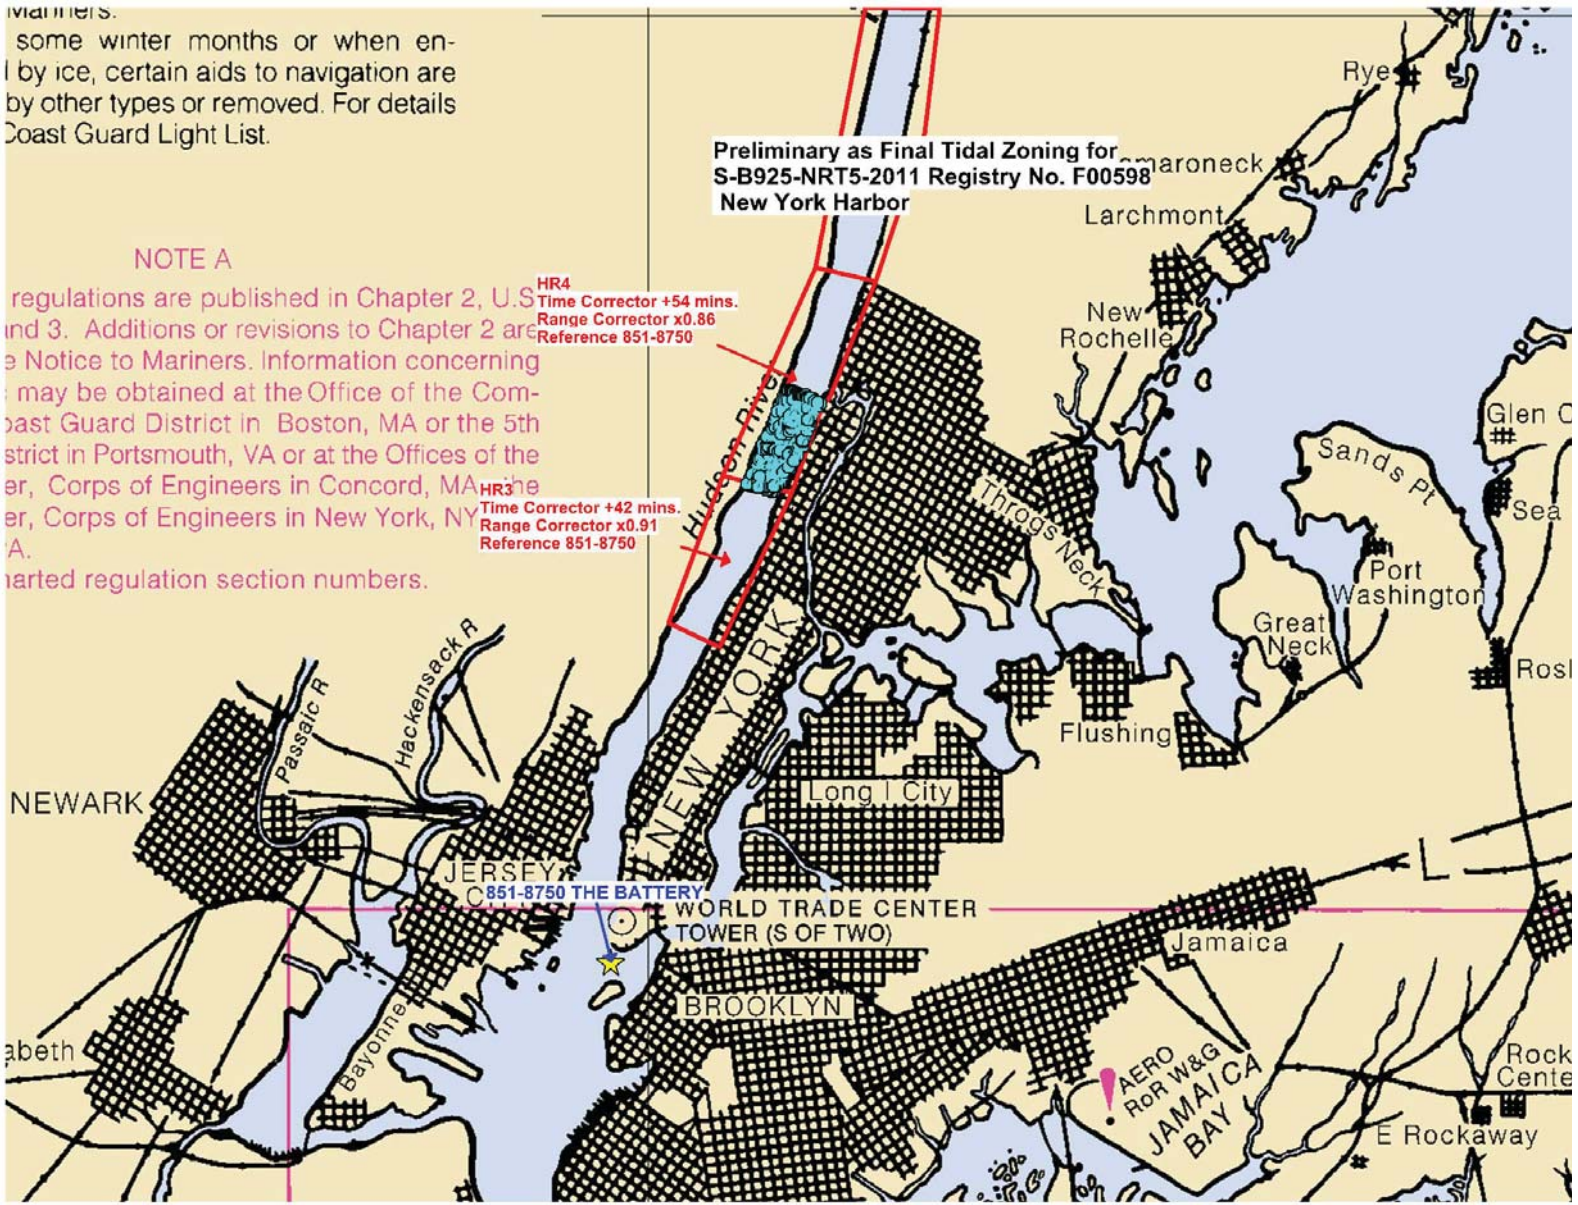 Mariners.
some winter months or when en-
by ice, certain aids to navigation are
by other types or removed. For details
Coast Guard Light List.
NOTE A
regulations are published in Chapter 2, U.S
and 3. Additions or revisions to Chapter 2 are
Notice to Mariners. Information concerning
may be obtained at the Office of the Com-
oast Guard District in Boston, MA or the 5th
strict in Portsmouth, VA or at the Offices of the
er, Corps of Engineers in Concord, MA, the
er, Corps of Engineers in New York, NY
A.
harted regulation section numbers.
Preliminary as Final Tidal Zoning for
S-B925-NRT5-2011 Registry No. F00598
New York Harbor
HR4
Time Corrector +54 mins.
Range Corrector x0.86
Reference 851-8750
HR3
Time Corrector +42 mins.
Range Corrector x0.91
Reference 851-8750
Hudson River
Rye
amaroneck
Larchmont
New
Rochelle
Glen C
Sands Pt
Sea
Throgs Neck
Port
Washington
Great
Neck
Rosl
Flushing
Hackensack R
Passaic R
NEWARK
NEW YORK
Long I City
JERSEY
C
851-8750 THE BATTERY
WORLD TRADE CENTER
TOWER (S OF TWO)
L
Jamaica
BROOKLYN
Bayonne
abeth
AERO
RoR W&G
JAMAICA
BAY
Rock
Cente
E Rockaway